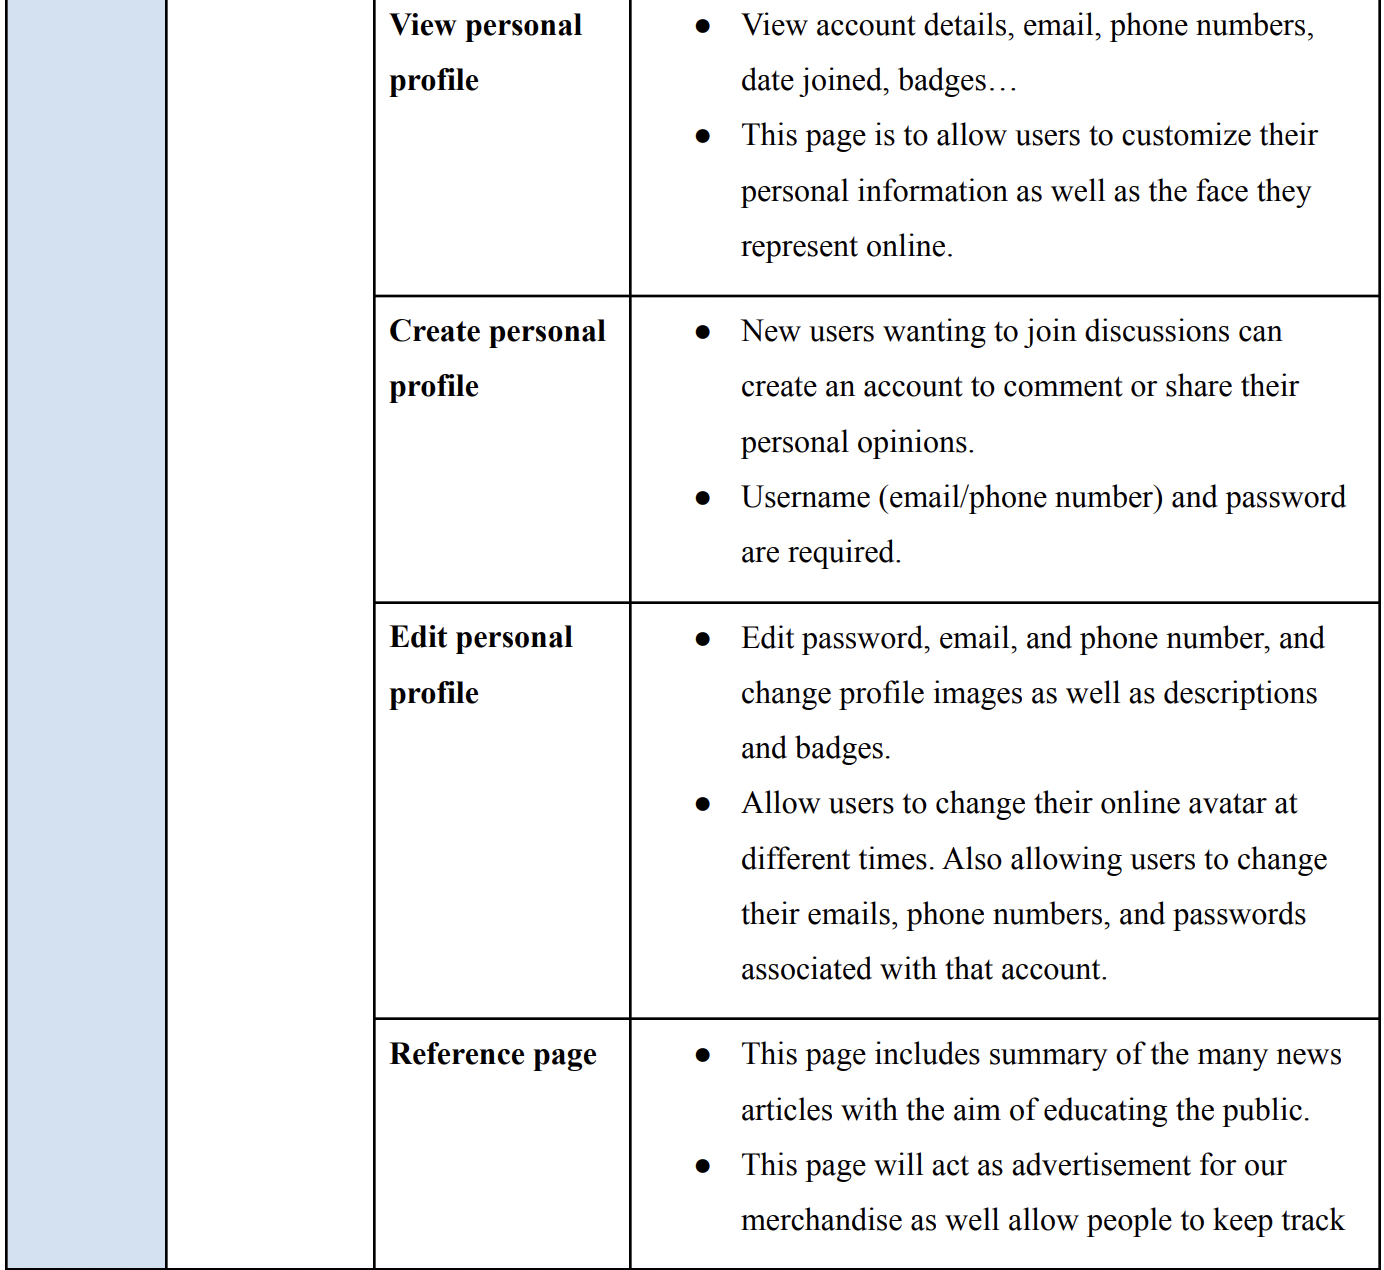 View personal
profile
● View account details, email, phone numbers,
date joined, badges…
● This page is to allow users to customize their
personal information as well as the face they
represent online.
Create personal
profile
● New users wanting to join discussions can
create an account to comment or share their
personal opinions.
● Username (email/phone number) and password
are required.
Edit personal
profile
● Edit password, email, and phone number, and
change profile images as well as descriptions
and badges.
● Allow users to change their online avatar at
different times. Also allowing users to change
their emails, phone numbers, and passwords
associated with that account.
Reference page
● This page includes summary of the many news
articles with the aim of educating the public.
● This page will act as advertisement for our
merchandise as well allow people to keep track